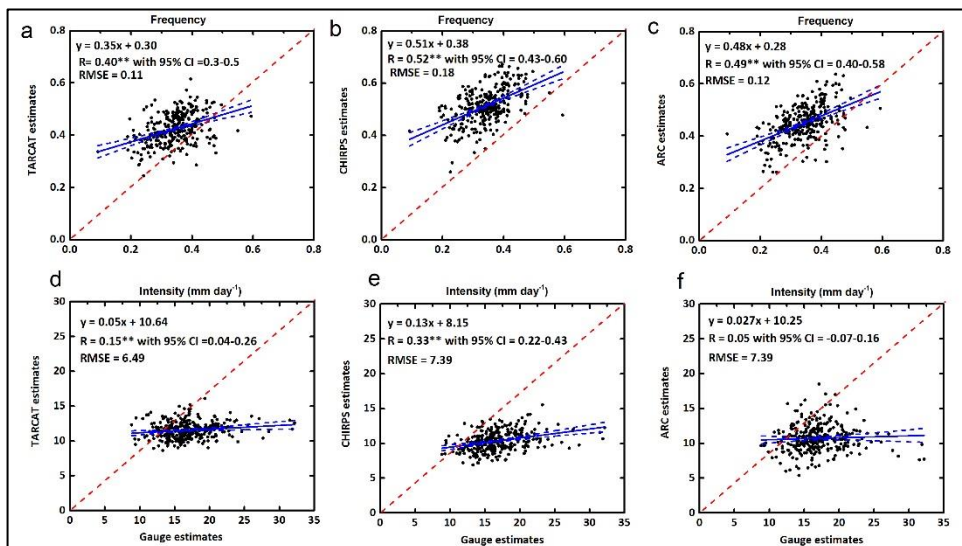 a
Frequency
y = 0.35x + 0.30
R= 0.40** with 95% CI =0.3-0.5
RMSE = 0.11
TARCAT estimates
0.8
0.6
0.4
0.2
0.0
0.0 0.2 0.4 0.6 0.8
b
Frequency
y = 0.51x + 0.38
R = 0.52** with 95% CI = 0.43-0.60
RMSE = 0.18
CHIRPS estimates
0.8
0.6
0.4
0.2
0.0
0.0 0.2 0.4 0.6 0.8
c
Frequency
y = 0.48x + 0.28
R = 0.49** with 95% CI = 0.40-0.58
RMSE = 0.12
ARC estimates
0.8
0.6
0.4
0.2
0.0 0.2 0.4 0.6 0.8
d
Intensity (mm day⁻¹)
y = 0.05x + 10.64
R = 0.15** with 95% CI =0.04-0.26
RMSE = 6.49
TARCAT estimates
30
25
20
15
10
5
0
0 5 10 15 20 25 30 35
Gauge estimates
e
Intensity (mm day⁻¹)
y = 0.13x + 8.15
R = 0.33** with 95% CI = 0.22-0.43
RMSE = 7.39
CHIRPS estimates
30
25
20
15
10
5
0
0 5 10 15 20 25 30 35
Gauge estimates
f
Intensity (mm day⁻¹)
y = 0.027x + 10.25
R = 0.05 with 95% CI = -0.07-0.16
RMSE = 7.39
ARC estimates
30
25
20
15
10
5
0
0 5 10 15 20 25 30 35
Gauge estimates